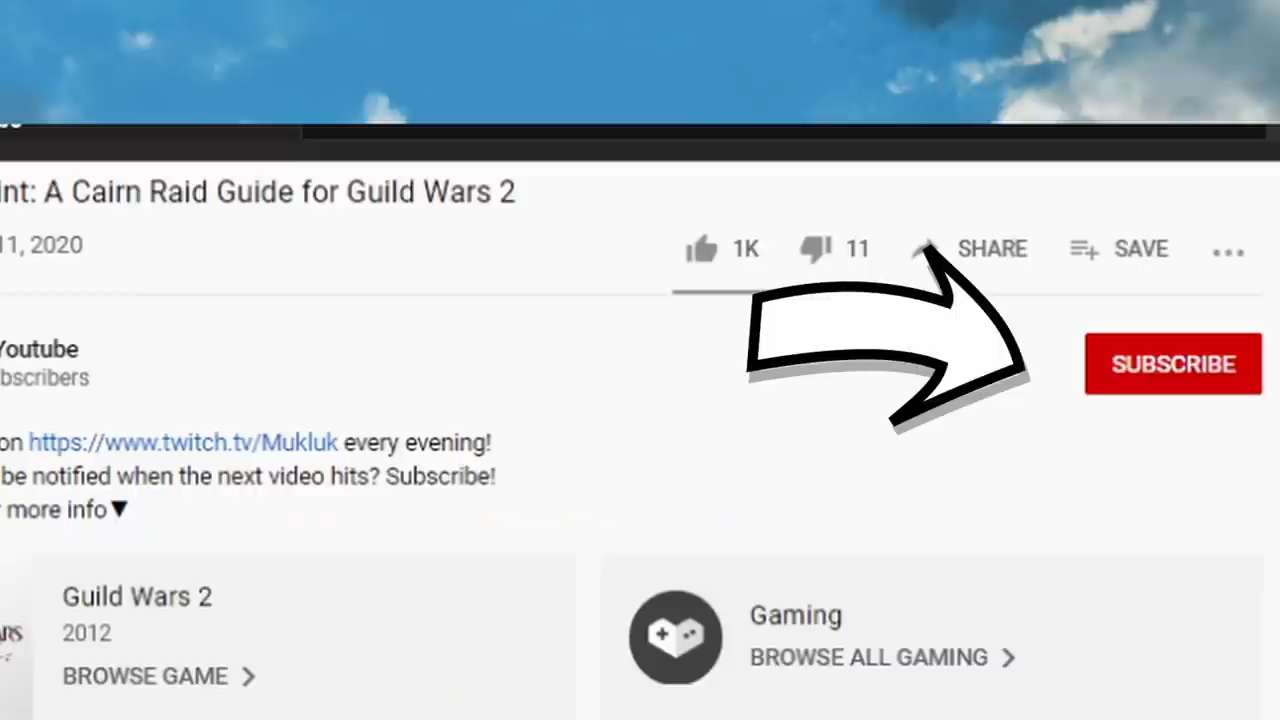 int: A Cairn Raid Guide for Guild Wars 2
11, 2020
1K 11 SHARE SAVE
Youtube
bscribers
SUBSCRIBE
on https://www.twitch.tv/Mukluk every evening!
be notified when the next video hits? Subscribe!
more info▼
Guild Wars 2
2012
BROWSE GAME
Gaming
BROWSE ALL GAMING